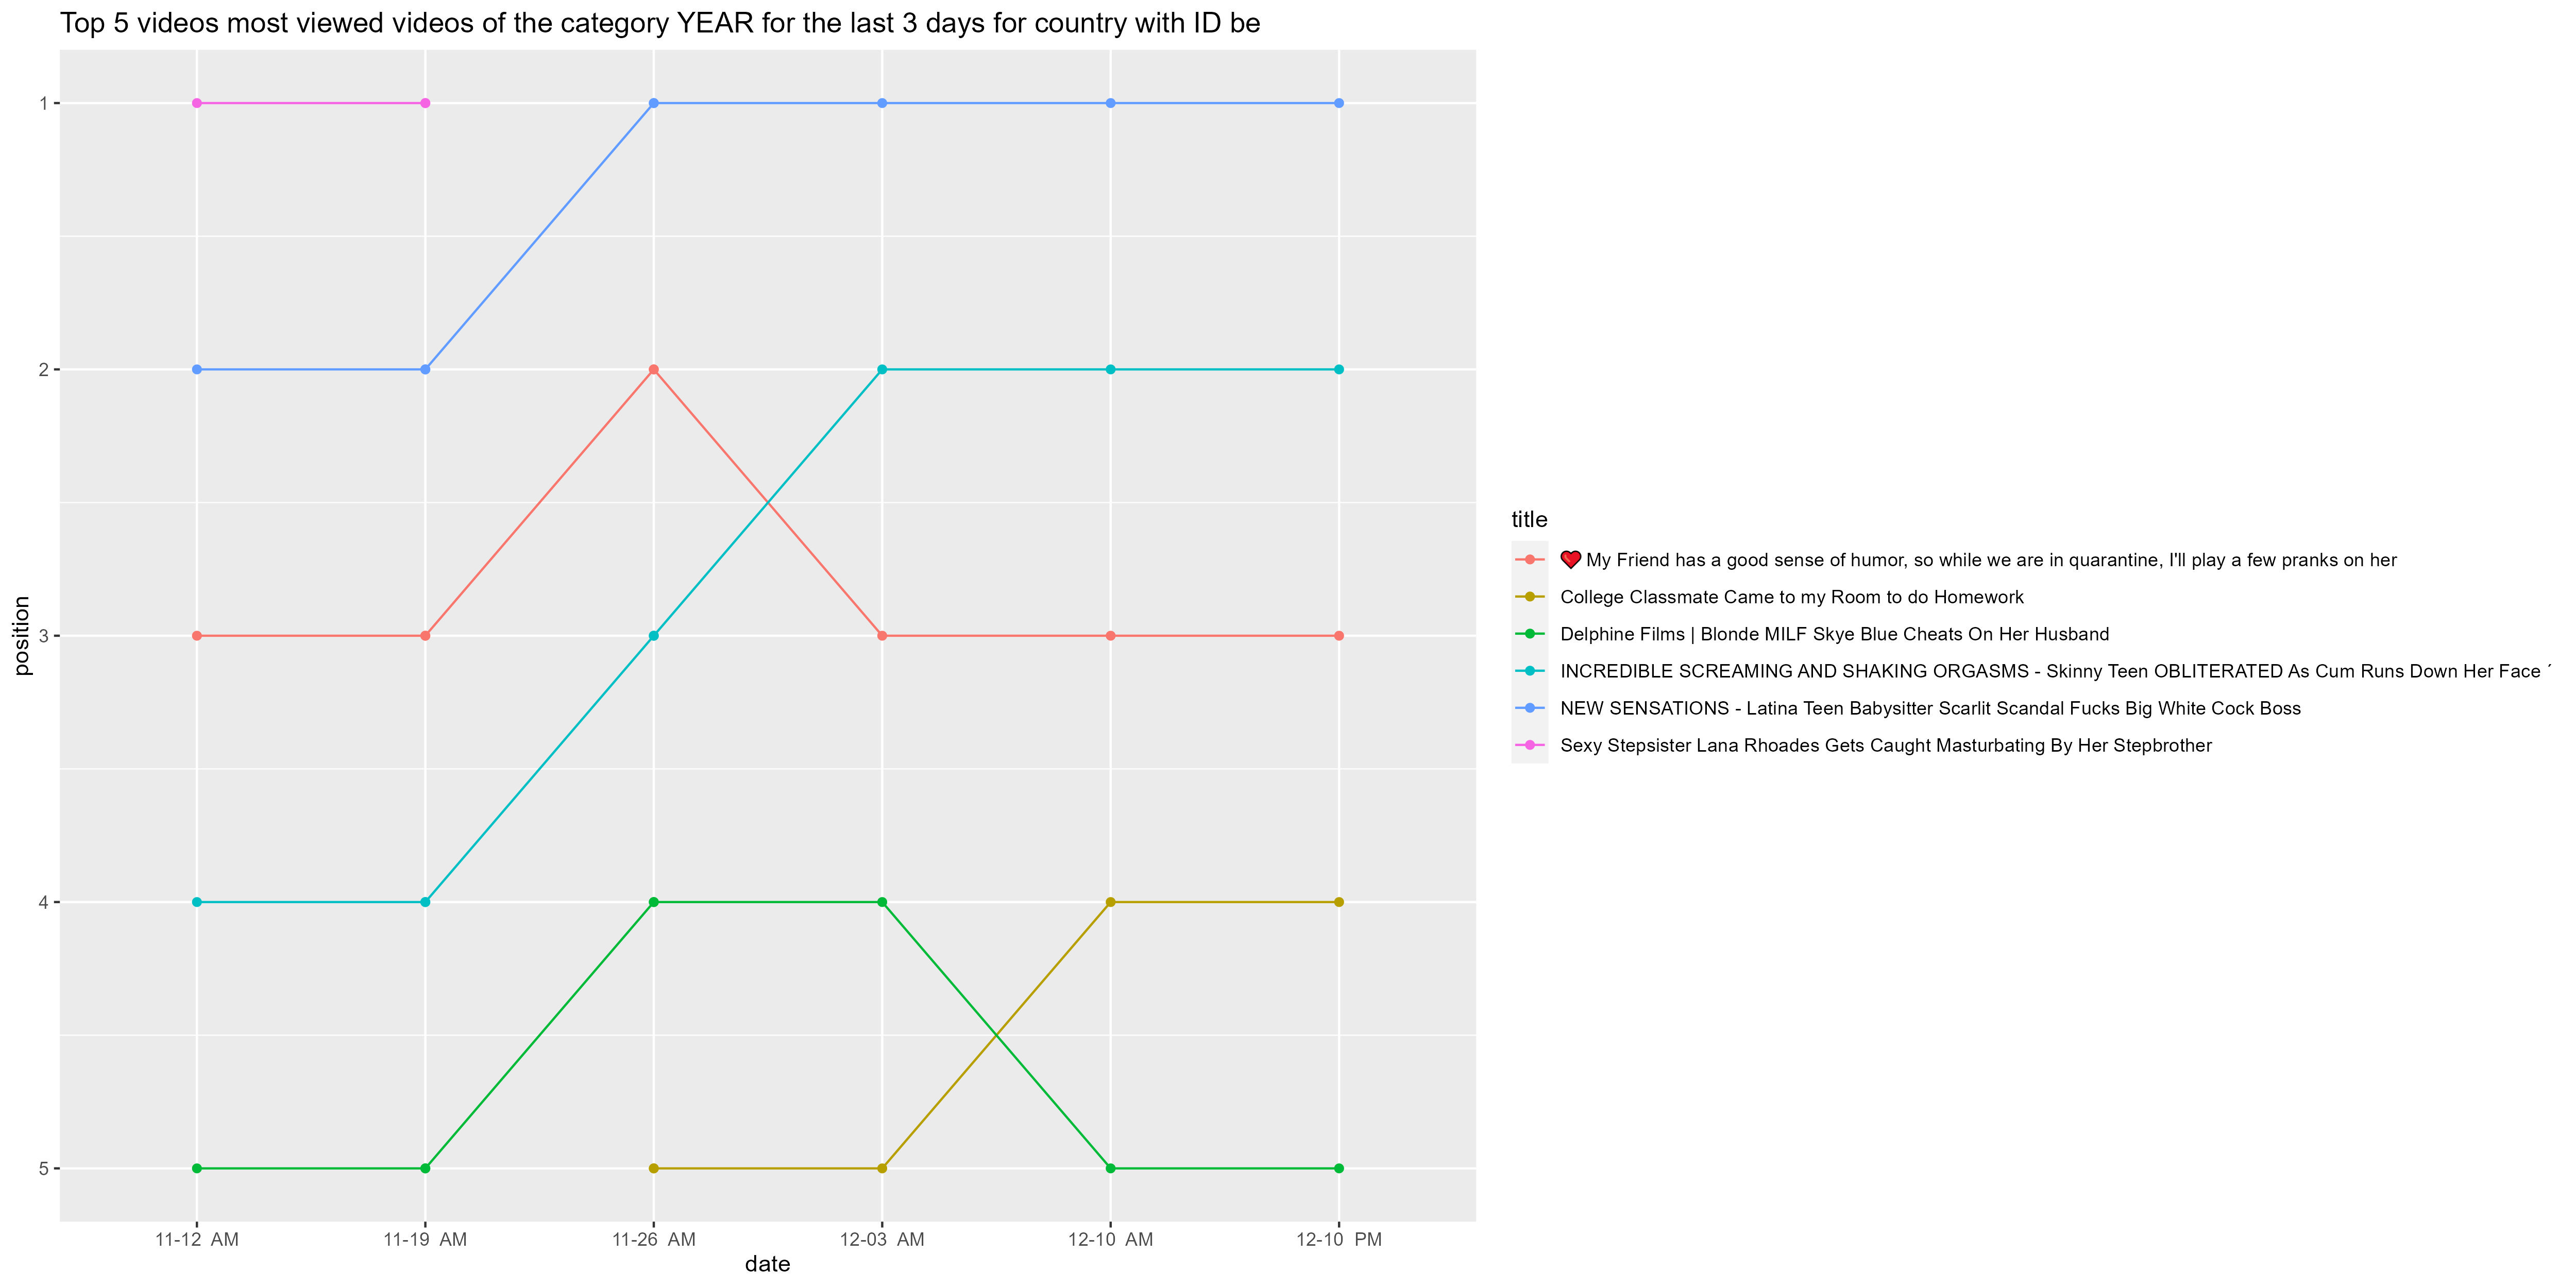 Top 5 videos most viewed videos of the category YEAR for the last 3 days for country with ID be
1
2
3
4
5
position
11-12 AM
11-19 AM
11-26 AM
12-03 AM
12-10 AM
12-10 PM
date
title
❤️ My Friend has a good sense of humor, so while we are in quarantine, I'll play a few pranks on her
College Classmate Came to my Room to do Homework
Delphine Films | Blonde MILF Skye Blue Cheats On Her Husband
INCREDIBLE SCREAMING AND SHAKING ORGASMS - Skinny Teen OBLITERATED As Cum Runs Down Her Face
NEW SENSATIONS - Latina Teen Babysitter Scarlit Scandal Fucks Big White Cock Boss
Sexy Stepsister Lana Rhoades Gets Caught Masturbating By Her Stepbrother